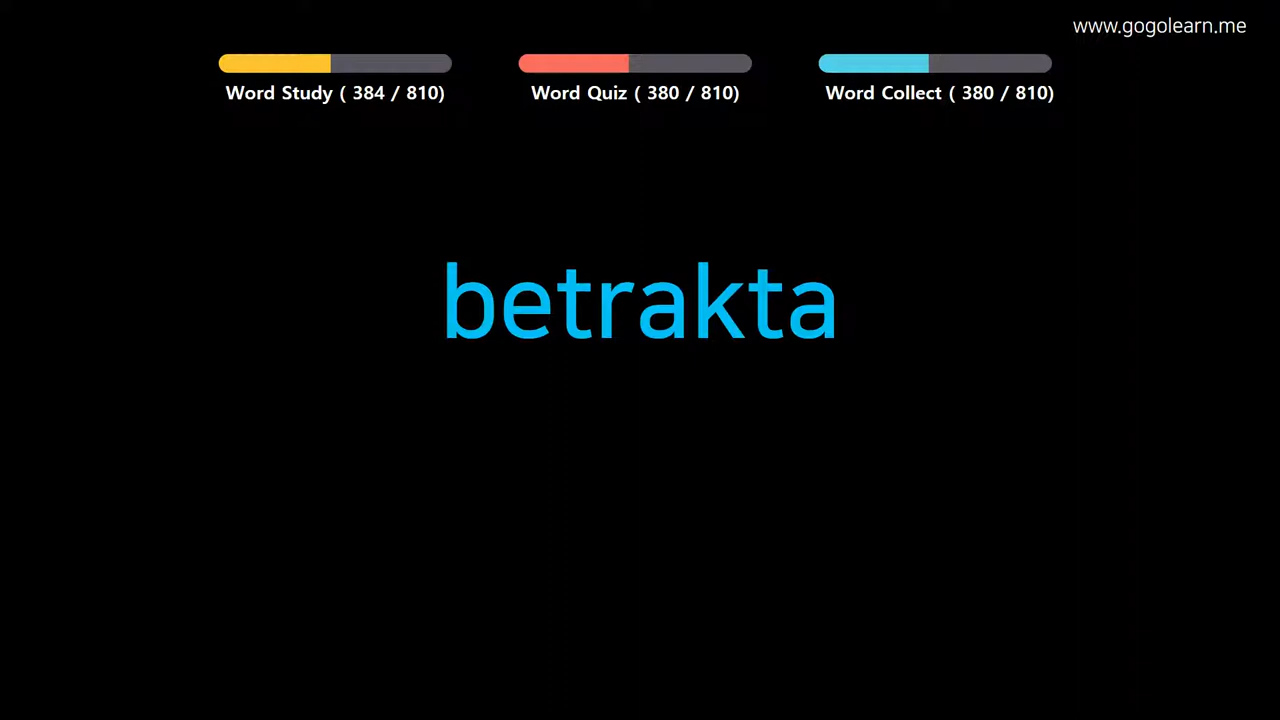 www.gogolearn.me
Word Study ( 384 / 810)
Word Quiz ( 380 / 810)
Word Collect ( 380 / 810)
betrakta